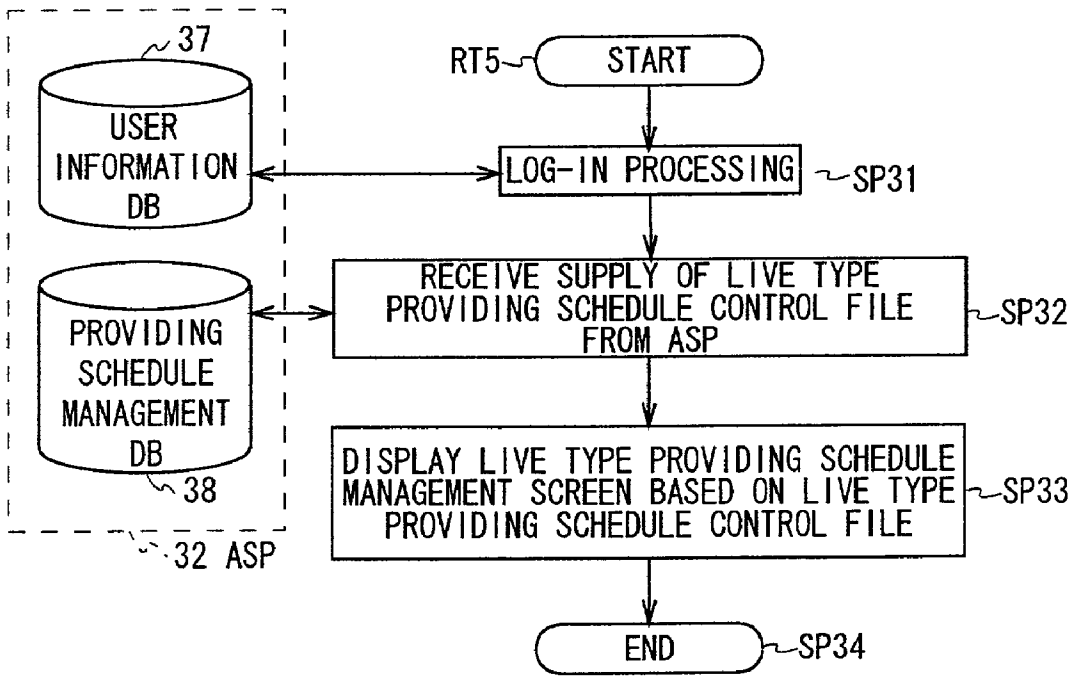 37
USER
INFORMATION
DB
PROVIDING
SCHEDULE
MANAGEMENT
DB
38
32 ASP
RT5
START
LOG-IN PROCESSING
SP31
RECEIVE SUPPLY OF LIVE TYPE
PROVIDING SCHEDULE CONTROL FILE
FROM ASP
SP32
DISPLAY LIVE TYPE PROVIDING SCHEDULE
MANAGEMENT SCREEN BASED ON LIVE TYPE
PROVIDING SCHEDULE CONTROL FILE
SP33
END
SP34